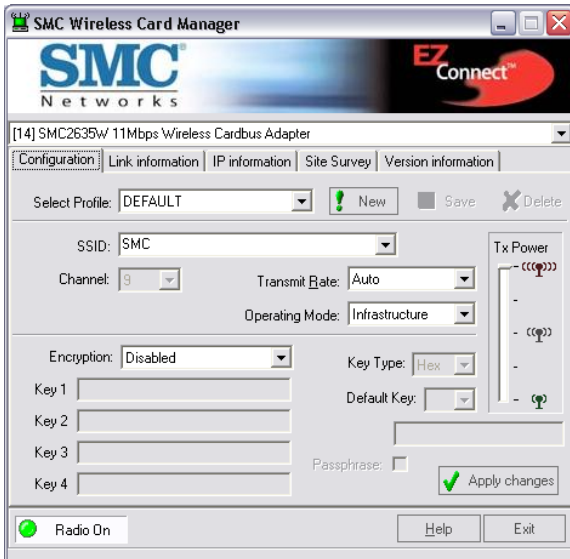 SMC Wireless Card Manager
SMC®
Networks
EZ
Connect™
[14] SMC2635W 11Mbps Wireless Cardbus Adapter
Configuration Link information IP information Site Survey Version information
Select Profile: DEFAULT New Save Delete
SSID: SMC Tx Power
Channel: 9 Transmit Rate: Auto
Operating Mode: Infrastructure
Encryption: Disabled Key Type: Hex
Key 1 Default Key:
Key 2
Key 3 Passphrase:
Key 4 Apply changes
Radio On Help Exit